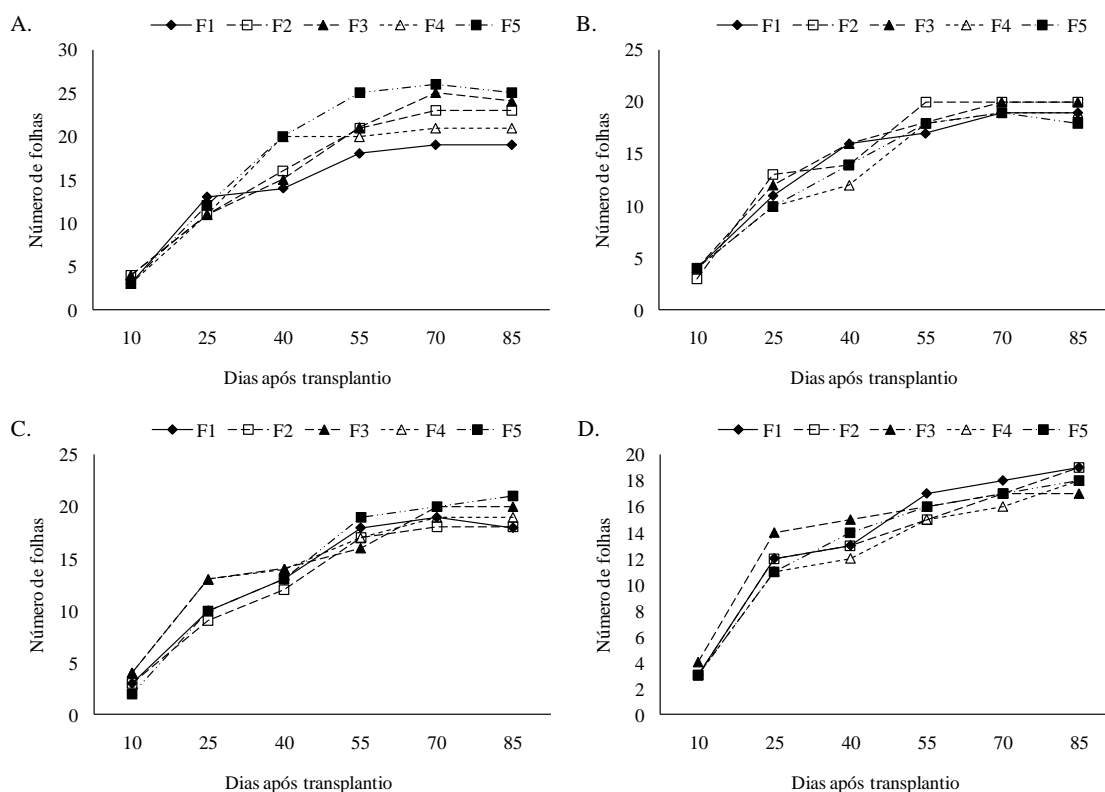 A.
F1 F2 F3 F4 F5
30
25
20
15
10
5
0
Número de folhas
10 25 40 55 70 85
Dias após transplantio
B.
F1 F2 F3 F4 F5
25
20
15
10
5
0
Número de folhas
10 25 40 55 70 85
Dias após transplantio
C.
F1 F2 F3 F4 F5
25
20
15
10
5
0
Número de folhas
10 25 40 55 70 85
Dias após transplantio
D.
F1 F2 F3 F4 F5
20
18
16
14
12
10
8
6
4
2
0
Número de folhas
10 25 40 55 70 85
Dias após transplantio